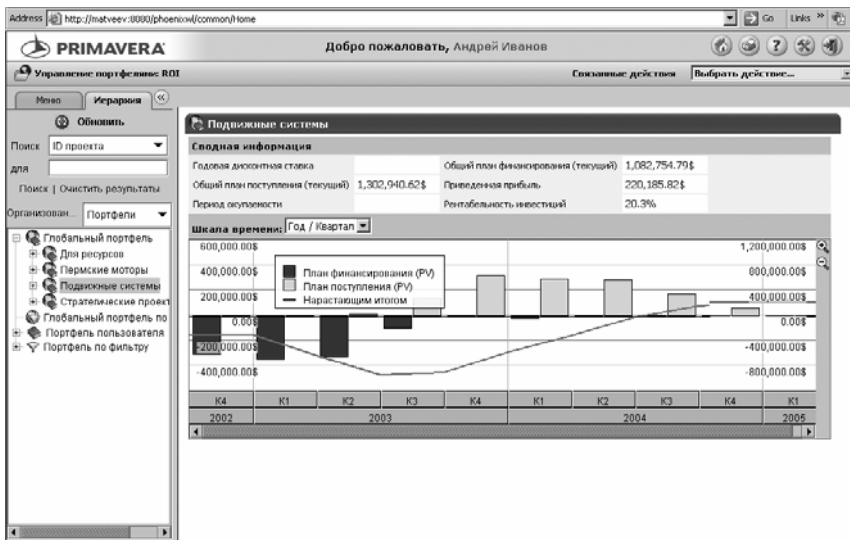 Address http://matveev:8080/phoenixwl/common/Home Go Links »
PRIMAVERA Добро пожаловать, Андрей Иванов
Управление портфелями: ROI Связанные действия Выбрать действие...
Меню Иерархия
Обновить
Поиск ID проекта
для
Поиск | Очистить результаты
Организован... Портфели
Глобальный портфель
Для ресурсов
Пермские моторы
Подвижные системы
Стратегические проект
Глобальный портфель по
Портфель пользователя
Портфель по фильтру
Подвижные системы
Сводная информация
Годовая дисконтная ставка Общий план финансирования (текущий) 1,082,754.79$
Общий план поступления (текущий) 1,302,940.62$ Приведенная прибыль 220,185.82$
Период окупаемости Рентабельность инвестиций 20.3%
Шкала времени: Год / Квартал
600,000.00$ 1,200,000.00$
400,000.00$ 800,000.00$
200,000.00$ 400,000.00$
0.00$ 0.00$
-200,000.00$ -400,000.00$
-400,000.00$ -800,000.00$
План финансирования (PV)
План поступления (PV)
Нарастающим итогом
К4 К1 К2 К3 К4 К1 К2 К3 К4 К1
2002 2003 2004 2005